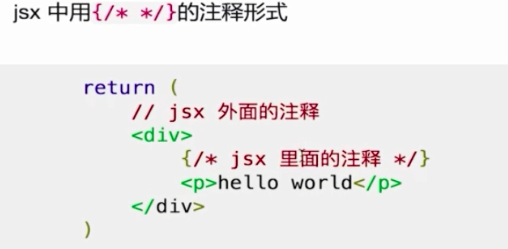 jsx 中用{/* */}的注释形式
return (
// jsx 外面的注释
<div>
{/* jsx 里面的注释 */}
<p>hello world</p>
</div>
)